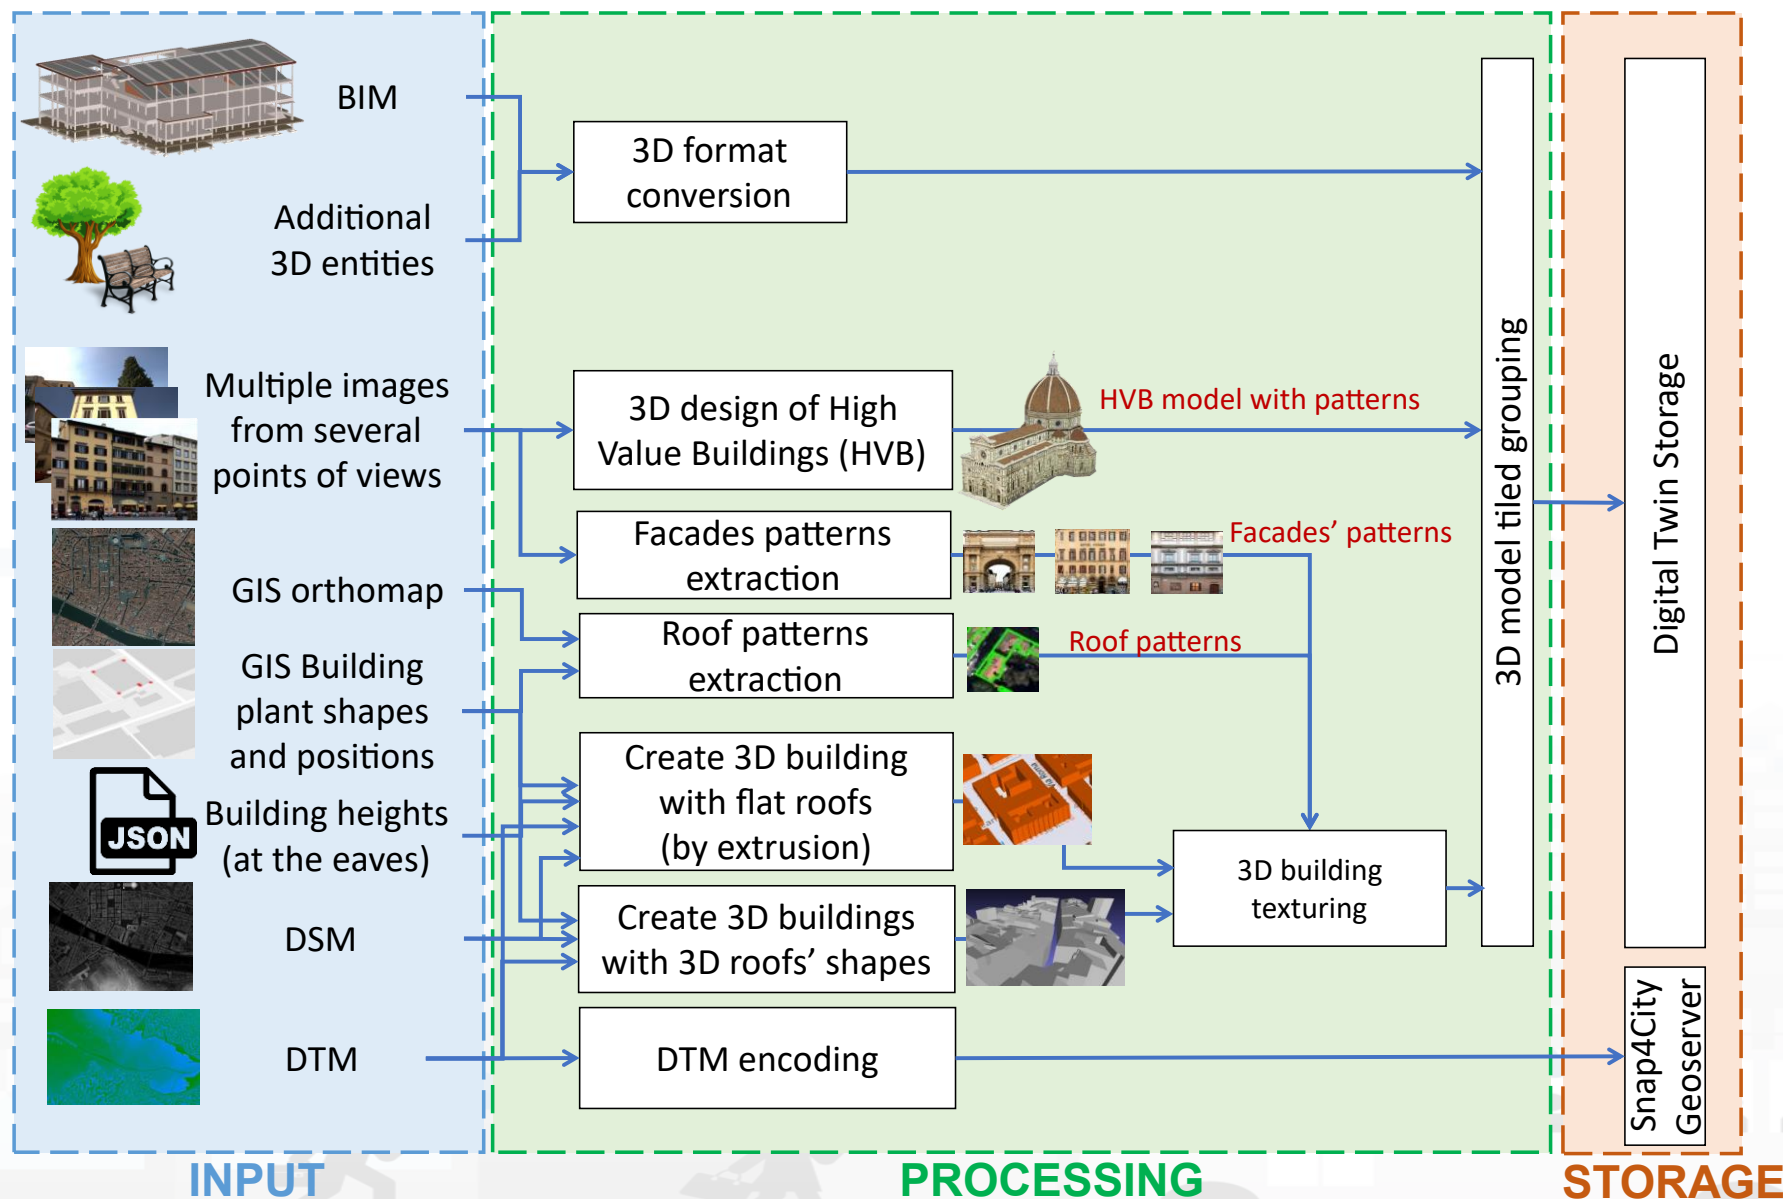 BIM
Additional
3D entities
Multiple images
from several
points of views
GIS orthomap
GIS Building
plant shapes
and positions
JSON
Building heights
(at the eaves)
DSM
DTM
INPUT
3D format
conversion
3D design of High
Value Buildings (HVB)
HVB model with patterns
Facades patterns
extraction
Facades' patterns
Roof patterns
extraction
Roof patterns
Create 3D building
with flat roofs
(by extrusion)
Create 3D buildings
with 3D roofs' shapes
3D building
texturing
DTM encoding
3D model tiled grouping
PROCESSING
Digital Twin Storage
Snap4City
Geoserver
STORAGE